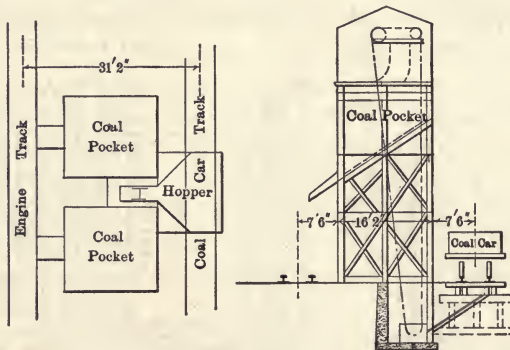 31'2"
Engine Track
Coal
Pocket
Hopper
Coal
Pocket
Coal Car Track
Coal Pocket
7'6"
16'2
7'6"
Coal Car